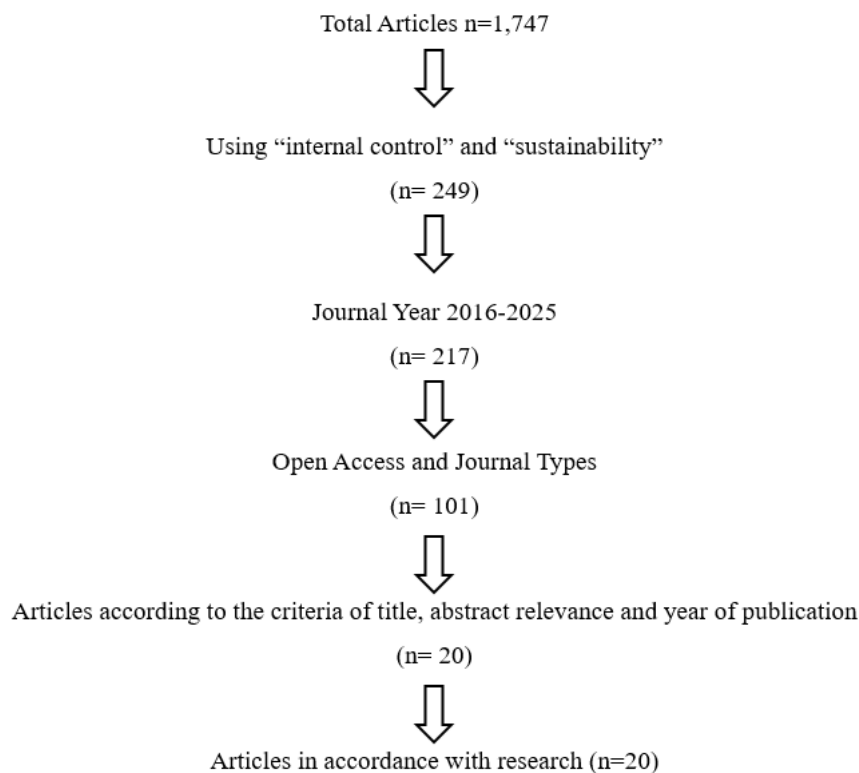 Total Articles n=1,747
Using “internal control” and “sustainability”
(n= 249)
Journal Year 2016-2025
(n= 217)
Open Access and Journal Types
(n= 101)
Articles according to the criteria of title, abstract relevance and year of publication
(n= 20)
Articles in accordance with research (n=20)